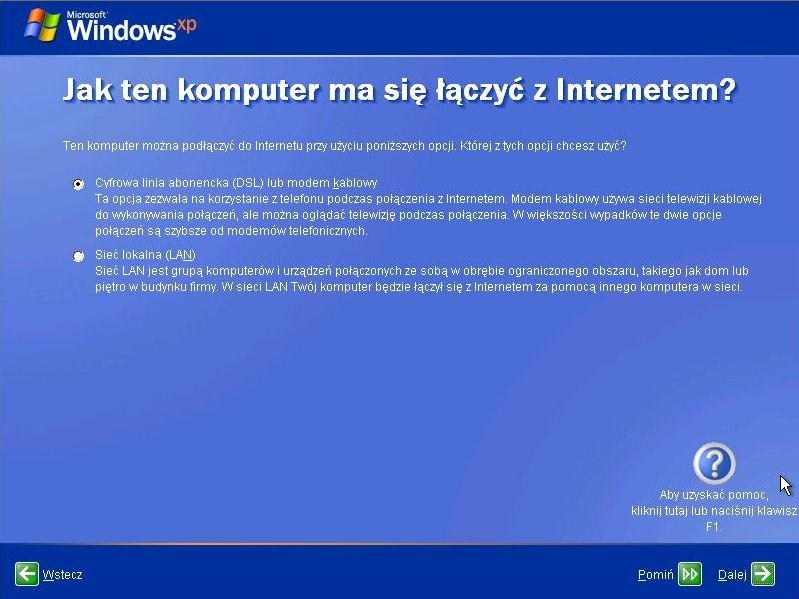 Microsoft
Windows xp
Jak ten komputer ma się łączyć z Internetem?
Ten komputer można podłączyć do Internetu przy użyciu poniższych opcji. Której z tych opcji chcesz użyć?
Cyfrowa linia abonencka (DSL) lub modem kablowy
Ta opcja zezwala na korzystanie z telefonu podczas połączenia z Internetem. Modem kablowy używa sieci telewizji kablowej
do wykonywania połączeń, ale można oglądać telewizję podczas połączenia. W większości wypadków te dwie opcje
połączeń są szybsze od modemów telefonicznych.
Sieć lokalna (LAN)
Sieć LAN jest grupą komputerów i urządzeń połączonych ze sobą w obrębie ograniczonego obszaru, takiego jak dom lub
piętro w budynku firmy. W sieci LAN Twój komputer będzie łączył się z Internetem za pomocą innego komputera w sieci.
Aby uzyskać pomoc,
kliknij tutaj lub naciśnij klawisz
F1.
Wstecz
Pomiń
Dalej